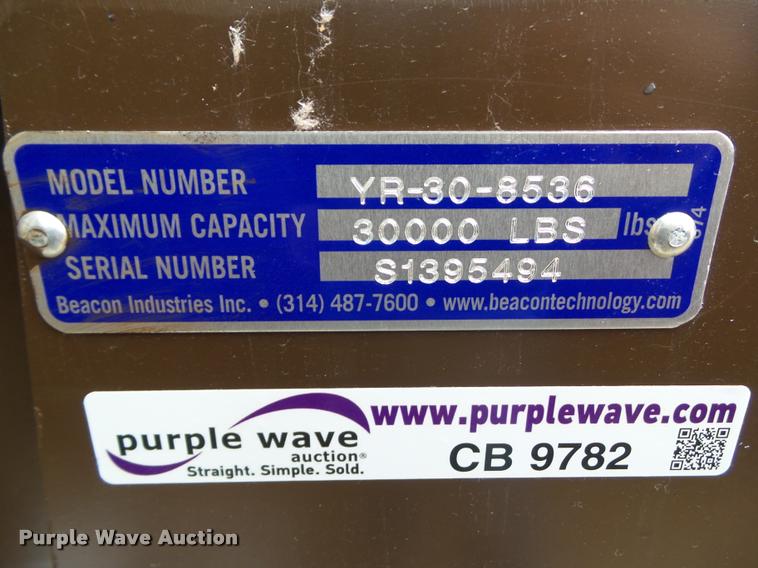 MODEL NUMBER YR-30-8536
MAXIMUM CAPACITY 30000 LBS lbs
SERIAL NUMBER S1395494
Beacon Industries Inc. • (314) 487-7600 • www.beacontechnology.com
www.purplewave.com
purple wave
auction®
Straight. Simple. Sold.
CB 9782
Purple Wave Auction